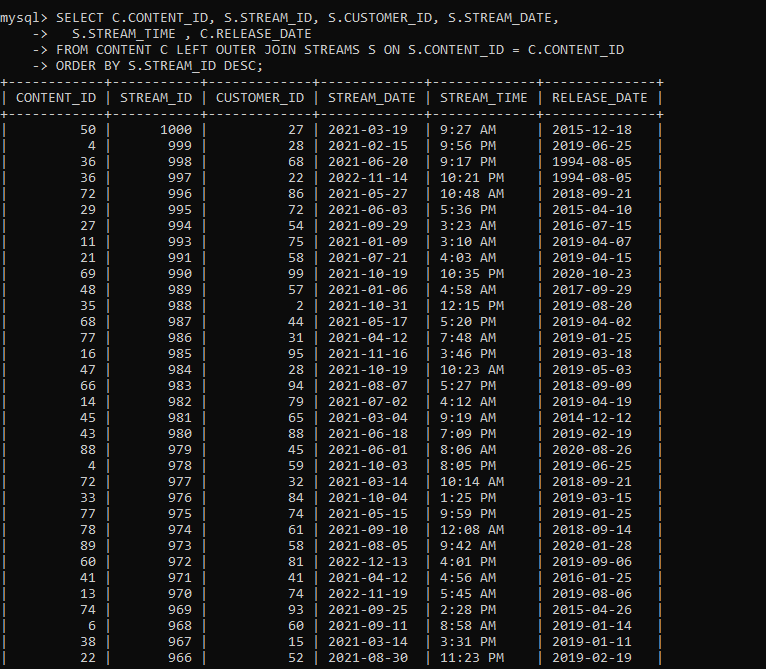 mysql> SELECT C.CONTENT_ID, S.STREAM_ID, S.CUSTOMER_ID, S.STREAM_DATE,
    ->   S.STREAM_TIME , C.RELEASE_DATE
    -> FROM CONTENT C LEFT OUTER JOIN STREAMS S ON S.CONTENT_ID = C.CONTENT_ID
    -> ORDER BY S.STREAM_ID DESC;
+------------+-----------+-------------+-------------+-------------+--------------+
| CONTENT_ID | STREAM_ID | CUSTOMER_ID | STREAM_DATE | STREAM_TIME | RELEASE_DATE |
+------------+-----------+-------------+-------------+-------------+--------------+
|         50 |      1000 |          27 | 2021-03-19  | 9:27 AM     | 2015-12-18   |
|          4 |       999 |          28 | 2021-02-15  | 9:56 PM     | 2019-06-25   |
|         36 |       998 |          68 | 2021-06-20  | 9:17 PM     | 1994-08-05   |
|         36 |       997 |          22 | 2022-11-14  | 10:21 PM    | 1994-08-05   |
|         72 |       996 |          86 | 2021-05-27  | 10:48 AM    | 2018-09-21   |
|         29 |       995 |          72 | 2021-06-03  | 5:36 PM     | 2015-04-10   |
|         27 |       994 |          54 | 2021-09-29  | 3:23 AM     | 2016-07-15   |
|         11 |       993 |          75 | 2021-01-09  | 3:10 AM     | 2019-04-07   |
|         21 |       991 |          58 | 2021-07-21  | 4:03 AM     | 2019-04-15   |
|         69 |       990 |          99 | 2021-10-19  | 10:35 PM    | 2020-10-23   |
|         48 |       989 |          57 | 2021-01-06  | 4:58 AM     | 2017-09-29   |
|         35 |       988 |           2 | 2021-10-31  | 12:15 PM    | 2019-08-20   |
|         68 |       987 |          44 | 2021-05-17  | 5:20 PM     | 2019-04-02   |
|         77 |       986 |          31 | 2021-04-12  | 7:48 AM     | 2019-01-25   |
|         16 |       985 |          95 | 2021-11-16  | 3:46 PM     | 2019-03-18   |
|         47 |       984 |          28 | 2021-10-19  | 10:23 AM    | 2019-05-03   |
|         66 |       983 |          94 | 2021-08-07  | 5:27 PM     | 2018-09-09   |
|         14 |       982 |          79 | 2021-07-02  | 4:12 AM     | 2019-04-19   |
|         45 |       981 |          65 | 2021-03-04  | 9:19 AM     | 2014-12-12   |
|         43 |       980 |          88 | 2021-06-18  | 7:09 PM     | 2019-02-19   |
|         88 |       979 |          45 | 2021-06-01  | 8:06 AM     | 2020-08-26   |
|          4 |       978 |          59 | 2021-10-03  | 8:05 PM     | 2019-06-25   |
|         72 |       977 |          32 | 2021-03-14  | 10:14 AM    | 2018-09-21   |
|         33 |       976 |          84 | 2021-10-04  | 1:25 PM     | 2019-03-15   |
|         77 |       975 |          74 | 2021-05-15  | 9:59 PM     | 2019-01-25   |
|         78 |       974 |          61 | 2021-09-10  | 12:08 AM    | 2018-09-14   |
|         89 |       973 |          58 | 2021-08-05  | 9:42 AM     | 2020-01-28   |
|         60 |       972 |          81 | 2022-12-13  | 4:01 PM     | 2019-09-06   |
|         41 |       971 |          41 | 2021-04-12  | 4:56 AM     | 2016-01-25   |
|         13 |       970 |          74 | 2022-11-19  | 5:45 AM     | 2019-08-06   |
|         74 |       969 |          93 | 2021-09-25  | 2:28 PM     | 2015-04-26   |
|          6 |       968 |          60 | 2021-09-11  | 8:58 AM     | 2019-01-14   |
|         38 |       967 |          15 | 2021-03-14  | 3:31 PM     | 2019-01-11   |
|         22 |       966 |          52 | 2021-08-30  | 11:23 PM    | 2019-02-19   |